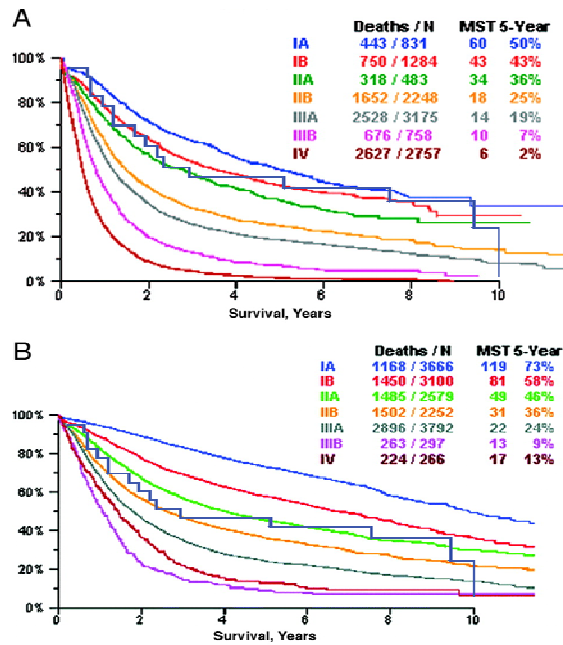 A
Deaths / N MST 5-Year
IA 443 / 831 60 50%
IB 750 / 1284 43 43%
IIA 318 / 483 34 36%
IIB 1652 / 2248 18 25%
IIIA 2528 / 3175 14 19%
IIIB 676 / 758 10 7%
IV 2627 / 2757 6 2%
100%
80%
60%
40%
20%
0%
0 2 4 6 8 10
Survival, Years
B
Deaths / N MST 5-Year
IA 1168 / 3666 119 73%
IB 1450 / 3100 81 58%
IIA 1485 / 2579 49 46%
IIB 1502 / 2252 31 36%
IIIA 2896 / 3792 22 24%
IIIB 263 / 297 13 9%
IV 224 / 266 17 13%
100%
80%
60%
40%
20%
0%
0 2 4 6 8 10
Survival, Years